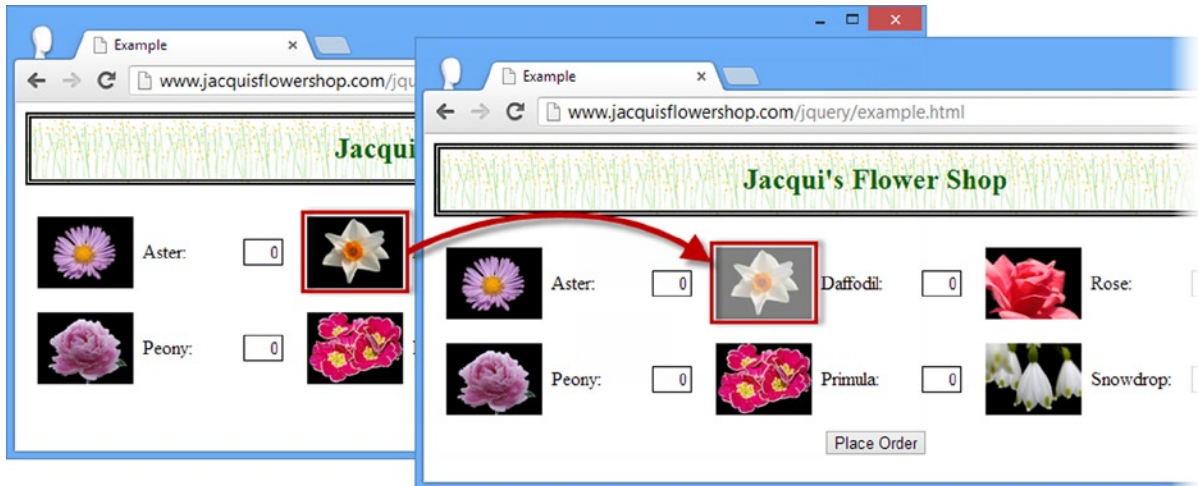 Example
www.jacquisflowershop.com/jqu
Jacqui
Aster: 0
Peony: 0
Example
www.jacquisflowershop.com/jquery/example.html
Jacqui's Flower Shop
Aster: 0 Daffodil: 0 Rose:
Peony: 0 Primula: 0 Snowdrop:
Place Order